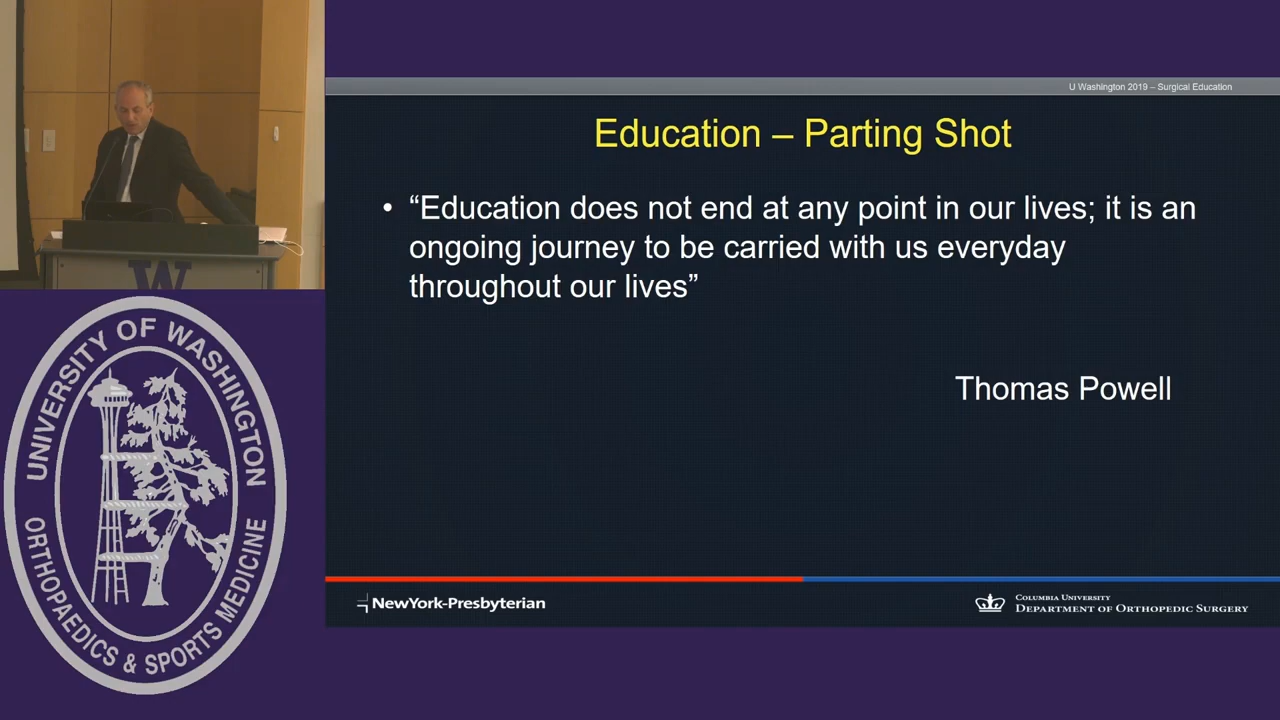 U Washington 2019 – Surgical Education
Education – Parting Shot
• “Education does not end at any point in our lives; it is an
ongoing journey to be carried with us everyday
throughout our lives”
Thomas Powell
NewYork-Presbyterian
COLUMBIA UNIVERSITY
DEPARTMENT OF ORTHOPEDIC SURGERY
W
UNIVERSITY OF WASHINGTON
ORTHOPAEDICS & SPORTS MEDICINE